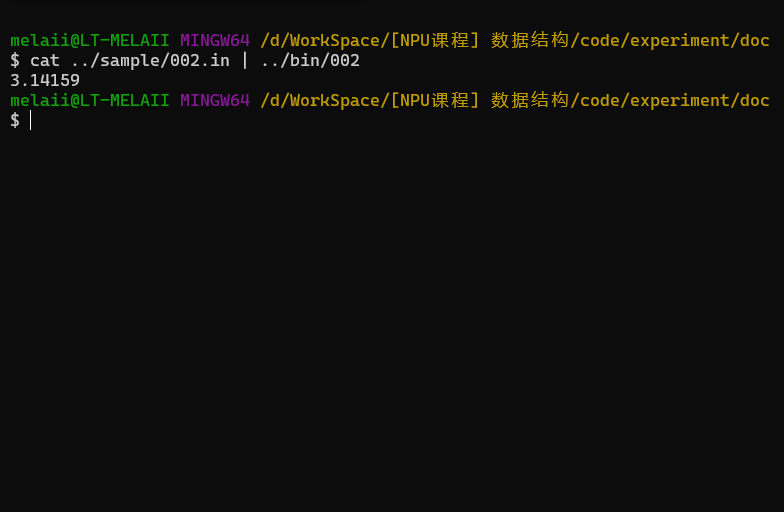 melaii@LT-MELAII MINGW64 /d/WorkSpace/[NPU课程] 数据结构/code/experiment/doc
$ cat ../sample/002.in | ../bin/002
3.14159
melaii@LT-MELAII MINGW64 /d/WorkSpace/[NPU课程] 数据结构/code/experiment/doc
$